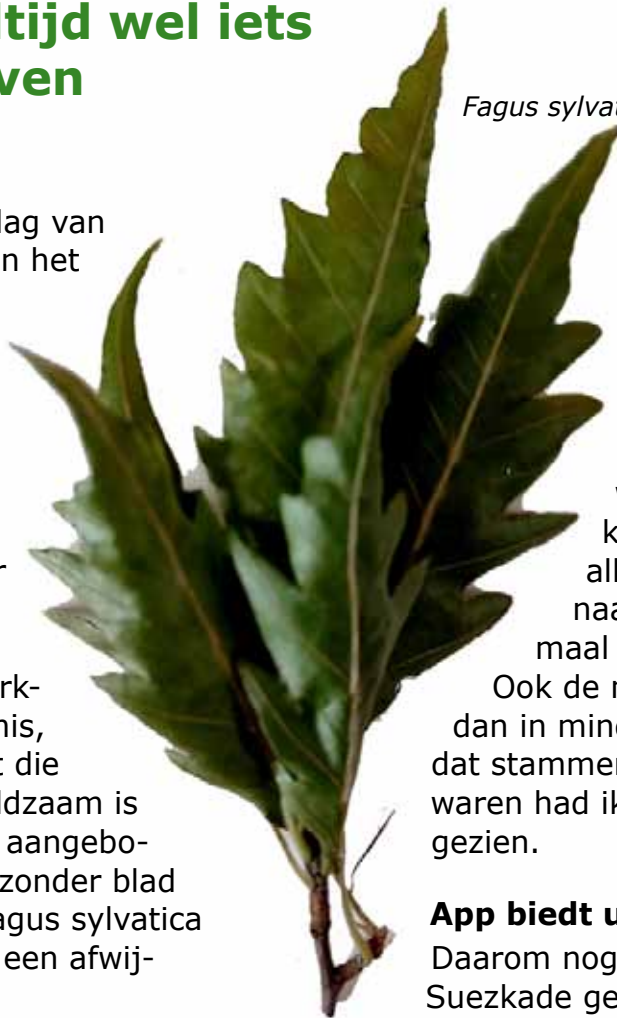 ltijd wel iets
ven
Fagus sylvat
lag van
n het
r
rk-
nis,
t die
ldzaam is
aangebo-
zonder blad
agus sylvatica
een afwij-
k
all
naa
maal
Ook de r
dan in mind
dat stammen
waren had ik
gezien.
App biedt u
Daarom nog
Suezkade ge